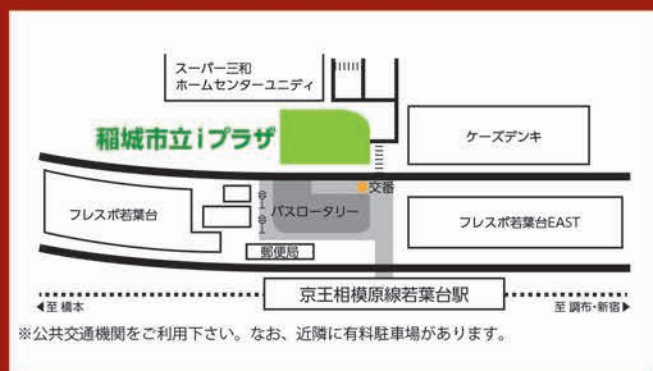 スーパー三和
ホームセンターユニディ
稲城市立iプラザ
ケーズデンキ
交番
フレスポ若葉台
バスロータリー
フレスポ若葉台EAST
郵便局
京王相模原線若葉台駅
◀至 橋本
至 調布・新宿▶
※公共交通機関をご利用下さい。なお、近隣に有料駐車場があります。